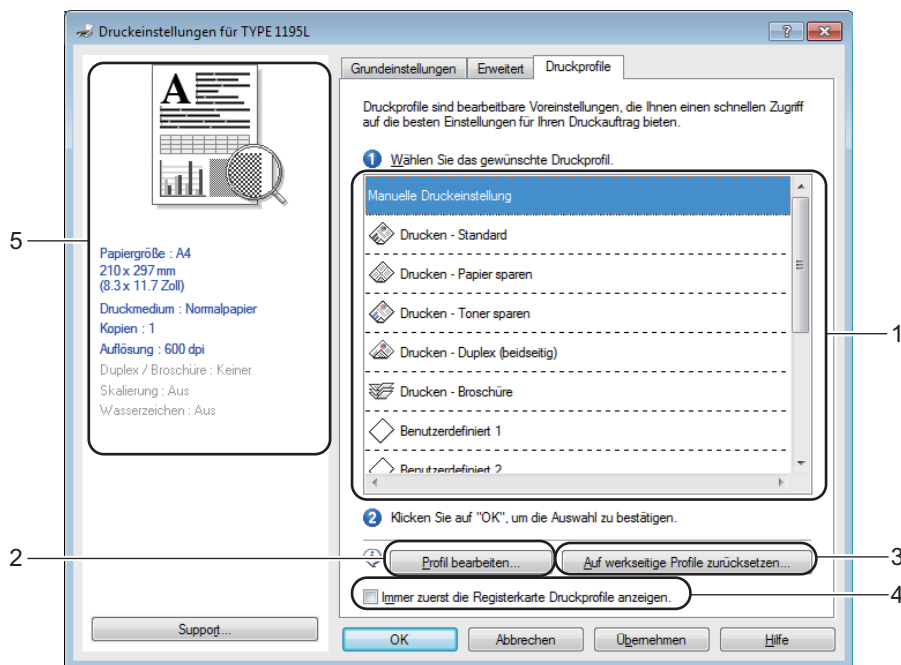 Druckeinstellungen für TYPE 1195L
Grundeinstellungen Erweitert Druckprofile
Druckprofile sind bearbeitbare Voreinstellungen, die Ihnen einen schnellen Zugriff
auf die besten Einstellungen für Ihren Druckauftrag bieten.
1 Wählen Sie das gewünschte Druckprofil.
Manuelle Druckeinstellung
Drucken - Standard
Drucken - Papier sparen
Drucken - Toner sparen
Drucken - Duplex (beidseitig)
Drucken - Broschüre
Benutzerdefiniert 1
Benutzerdefiniert 2
2 Klicken Sie auf "OK", um die Auswahl zu bestätigen.
Profil bearbeiten...
Auf werkseitige Profile zurücksetzen...
Immer zuerst die Registerkarte Druckprofile anzeigen.
A
Papiergröße : A4
210 x 297 mm
(8.3 x 11.7 Zoll)
Druckmedium : Normalpapier
Kopien : 1
Auflösung : 600 dpi
Duplex / Broschüre : Keiner
Skalierung : Aus
Wasserzeichen : Aus
Support...
OK Abbrechen Übernehmen Hilfe
1
2
3
4
5